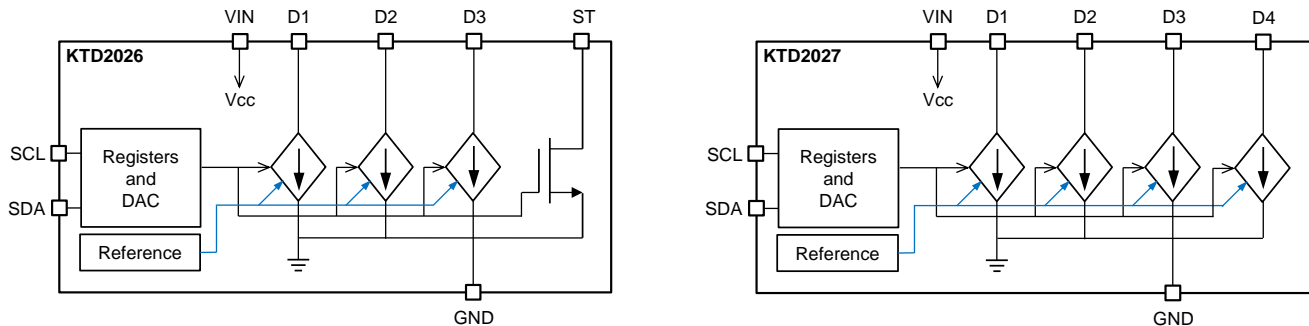 VIN D1 D2 D3 ST
KTD2026
Vcc
SCL
SDA
Registers
and
DAC
Reference
GND
VIN D1 D2 D3 D4
KTD2027
Vcc
SCL
SDA
Registers
and
DAC
Reference
GND